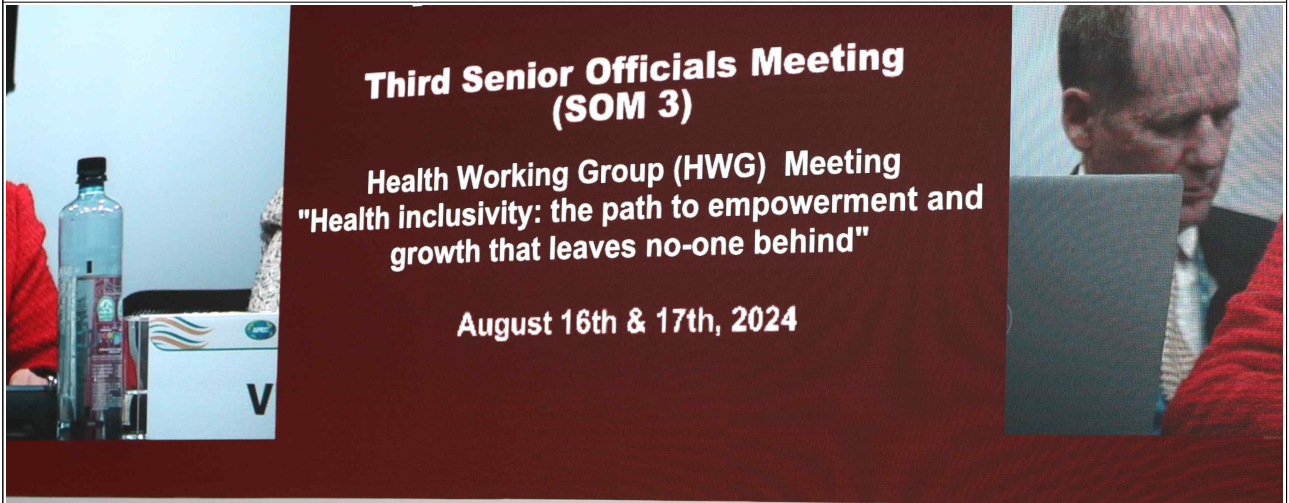 Third Senior Officials Meeting
(SOM 3)
Health Working Group (HWG) Meeting
"Health inclusivity: the path to empowerment and
growth that leaves no-one behind"
August 16th & 17th, 2024
APEC
V